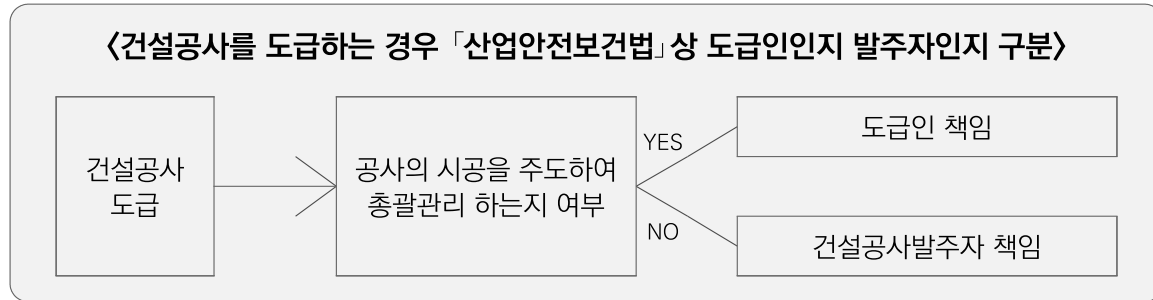 〈건설공사를 도급하는 경우 「산업안전보건법」상 도급인인지 발주자인지 구분〉
건설공사
도급
공사의 시공을 주도하여
총괄관리 하는지 여부
YES
도급인 책임
NO
건설공사발주자 책임